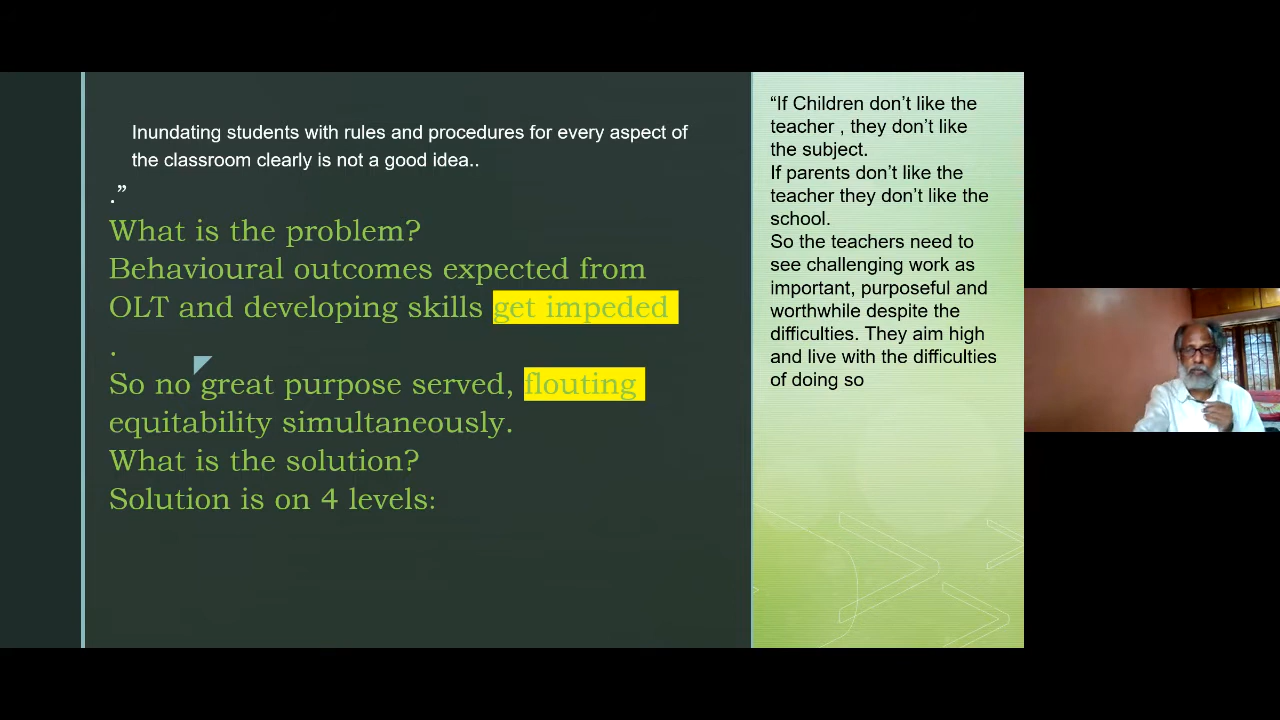 Inundating students with rules and procedures for every aspect of
the classroom clearly is not a good idea..
.”
What is the problem?
Behavioural outcomes expected from
OLT and developing skills get impeded
.
So no great purpose served, flouting
equitability simultaneously.
What is the solution?
Solution is on 4 levels:
“If Children don’t like the
teacher , they don’t like
the subject.
If parents don’t like the
teacher they don’t like the
school.
So the teachers need to
see challenging work as
important, purposeful and
worthwhile despite the
difficulties. They aim high
and live with the difficulties
of doing so